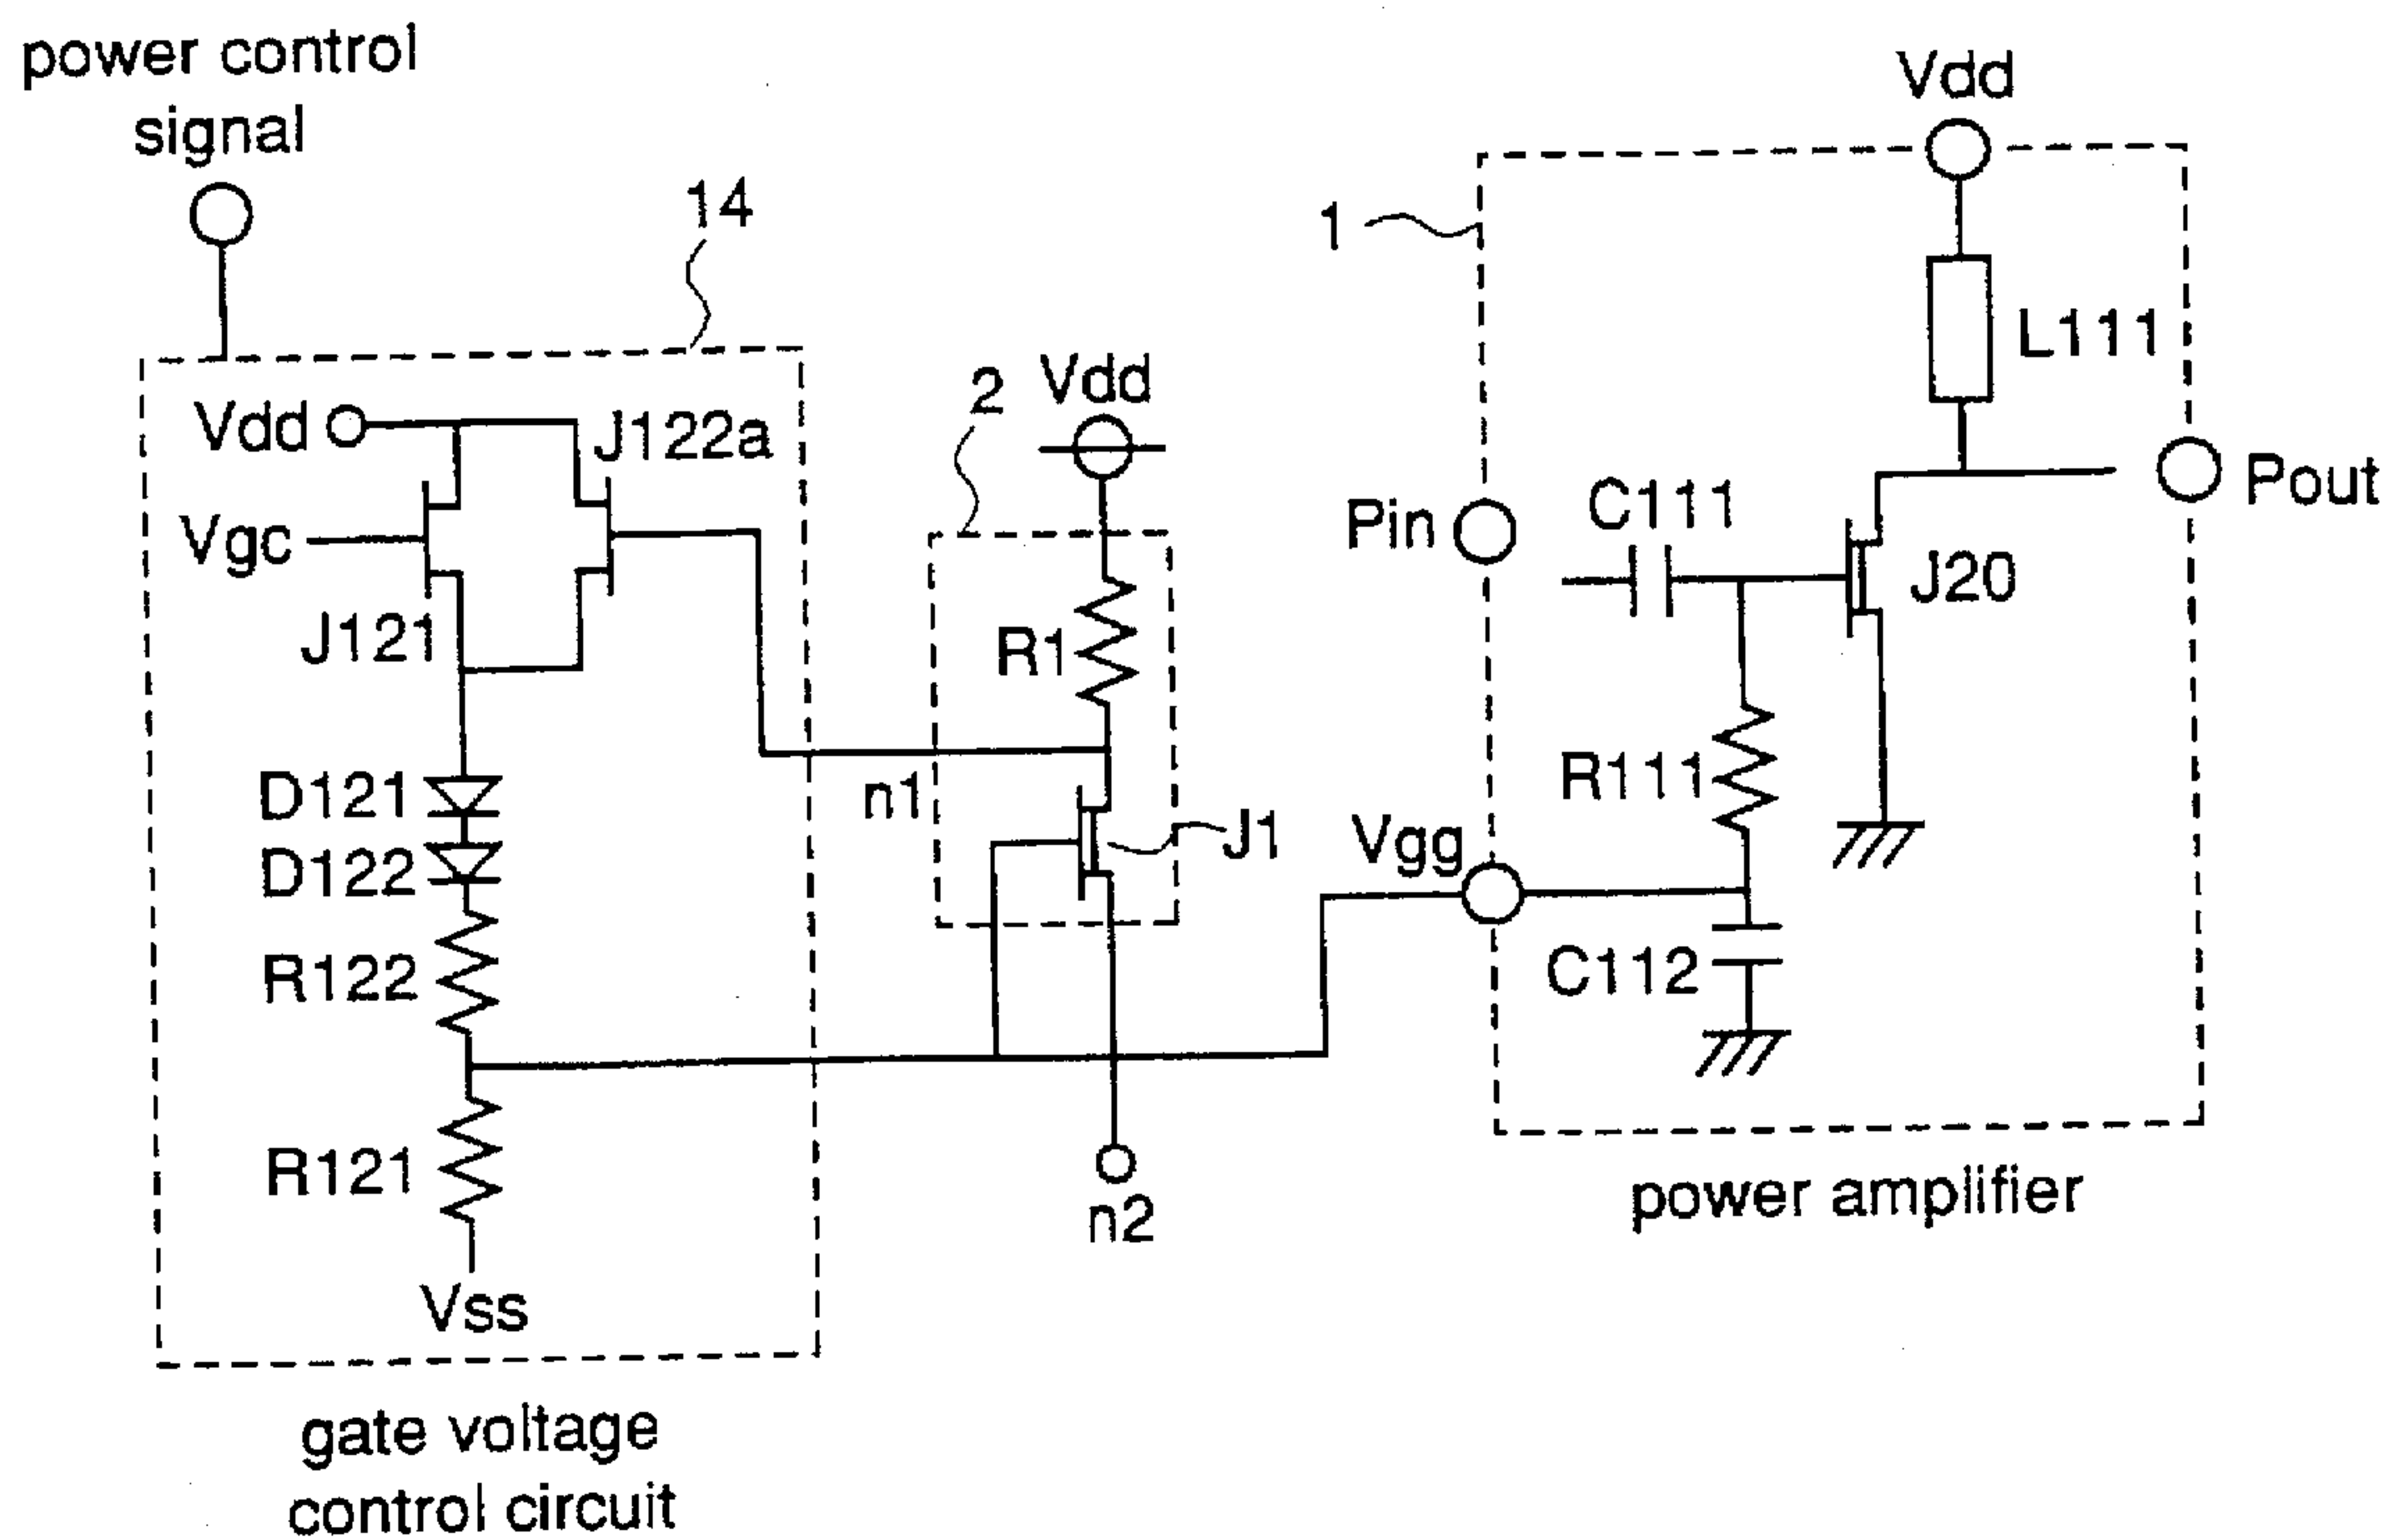 power control
signal
14
Vdd
J122a
Vgc
J121
D121
D122
R122
R121
Vss
gate voltage
control circuit
2
Vdd
R1
n1
J1
n2
1
Vdd
L111
Pin
C111
Pout
J20
R111
Vgg
C112
power amplifier